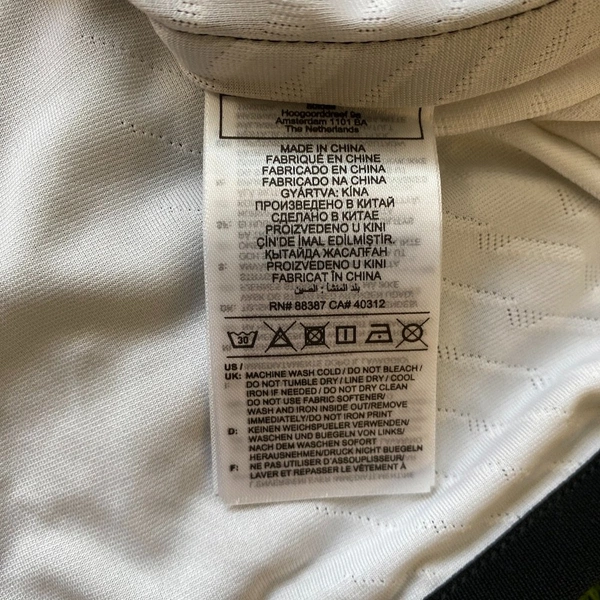 Hoogoorddreef 9a
Amsterdam 1101 BA
The Netherlands
MADE IN CHINA
FABRIQUÉ EN CHINE
FABRICADO EN CHINA
FABRICADO NA CHINA
GYÁRTVA: KÍNA
ПРОИЗВЕДЕНО В КИТАЙ
СДЕЛАНО В КИТАЕ
PROIZVEDENO U KINI
ÇİN'DE İMAL EDİLMİŞTİR.
ҚЫТАЙДА ЖАСАЛҒАН
PROIZVEDENO U KINI
FABRICAT ÎN CHINA
بلد المنشأ : الصين
RN# 88387 CA# 40312
30
US / UK: MACHINE WASH COLD / DO NOT BLEACH /
DO NOT TUMBLE DRY / LINE DRY / COOL
IRON IF NEEDED / DO NOT DRY CLEAN
DO NOT USE FABRIC SOFTENER/
WASH AND IRON INSIDE OUT/REMOVE
IMMEDIATELY/DO NOT IRON PRINT
D: KEINEN WEICHSPUELER VERWENDEN/
WASCHEN UND BUEGELN VON LINKS/
NACH DEM WASCHEN SOFORT
HERAUSNEHMEN/DRUCK NICHT BUEGELN
F: NE PAS UTILISER D'ASSOUPLISSEUR/
LAVER ET REPASSER LE VÊTEMENT À